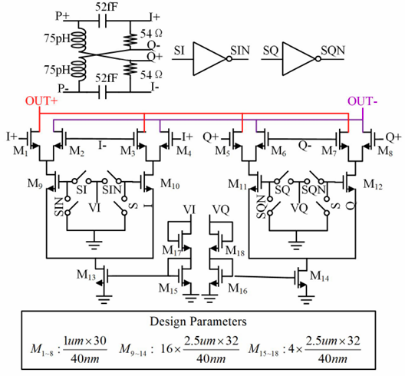 P+ 52fF I+
75pH 54 Ω
Q-
Q+
75pH 54 Ω
P- 52fF I-
SI SIN SQ SQN
OUT+ OUT-
I+ I- I+ Q+ Q- Q+
M1 M2 M3 M4 M5 M6 M7 M8
M9 SI SIN M10 M11 SQ SQN M12
SIN VI S I SQN VQ S Q
VI VQ
M17 M18
M13 M15 M16 M14
Design Parameters
M1~8 : 1um×30/40nm M9~14 : 16×2.5um×32/40nm M15~18 : 4×2.5um×32/40nm